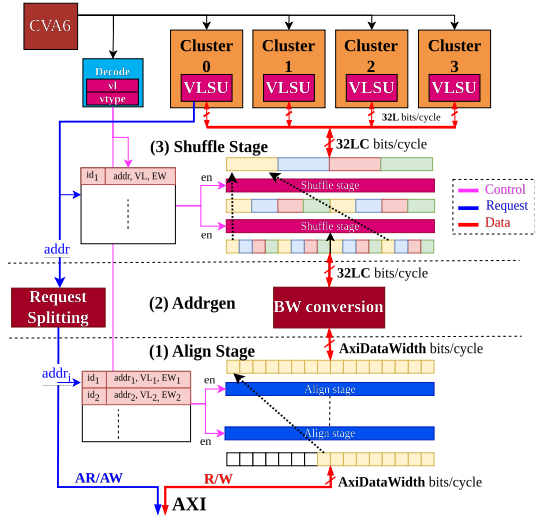 CVA6
Cluster
0
VLSU
Cluster
1
VLSU
Cluster
2
VLSU
Cluster
3
VLSU
Decode
vl
vtype
32L bits/cycle
(3) Shuffle Stage
32LC bits/cycle
id1 addr, VL, EW
en
Shuffle stage
en
Shuffle stage
Control
Request
Data
addr
32LC bits/cycle
Request
Splitting
(2) Addrgen
BW conversion
(1) Align Stage
AxiDataWidth bits/cycle
addri
id1 addr1, VL1, EW1
id2 addr2, VL2, EW2
en
Align stage
en
Align stage
AR/AW
R/W
AxiDataWidth bits/cycle
AXI